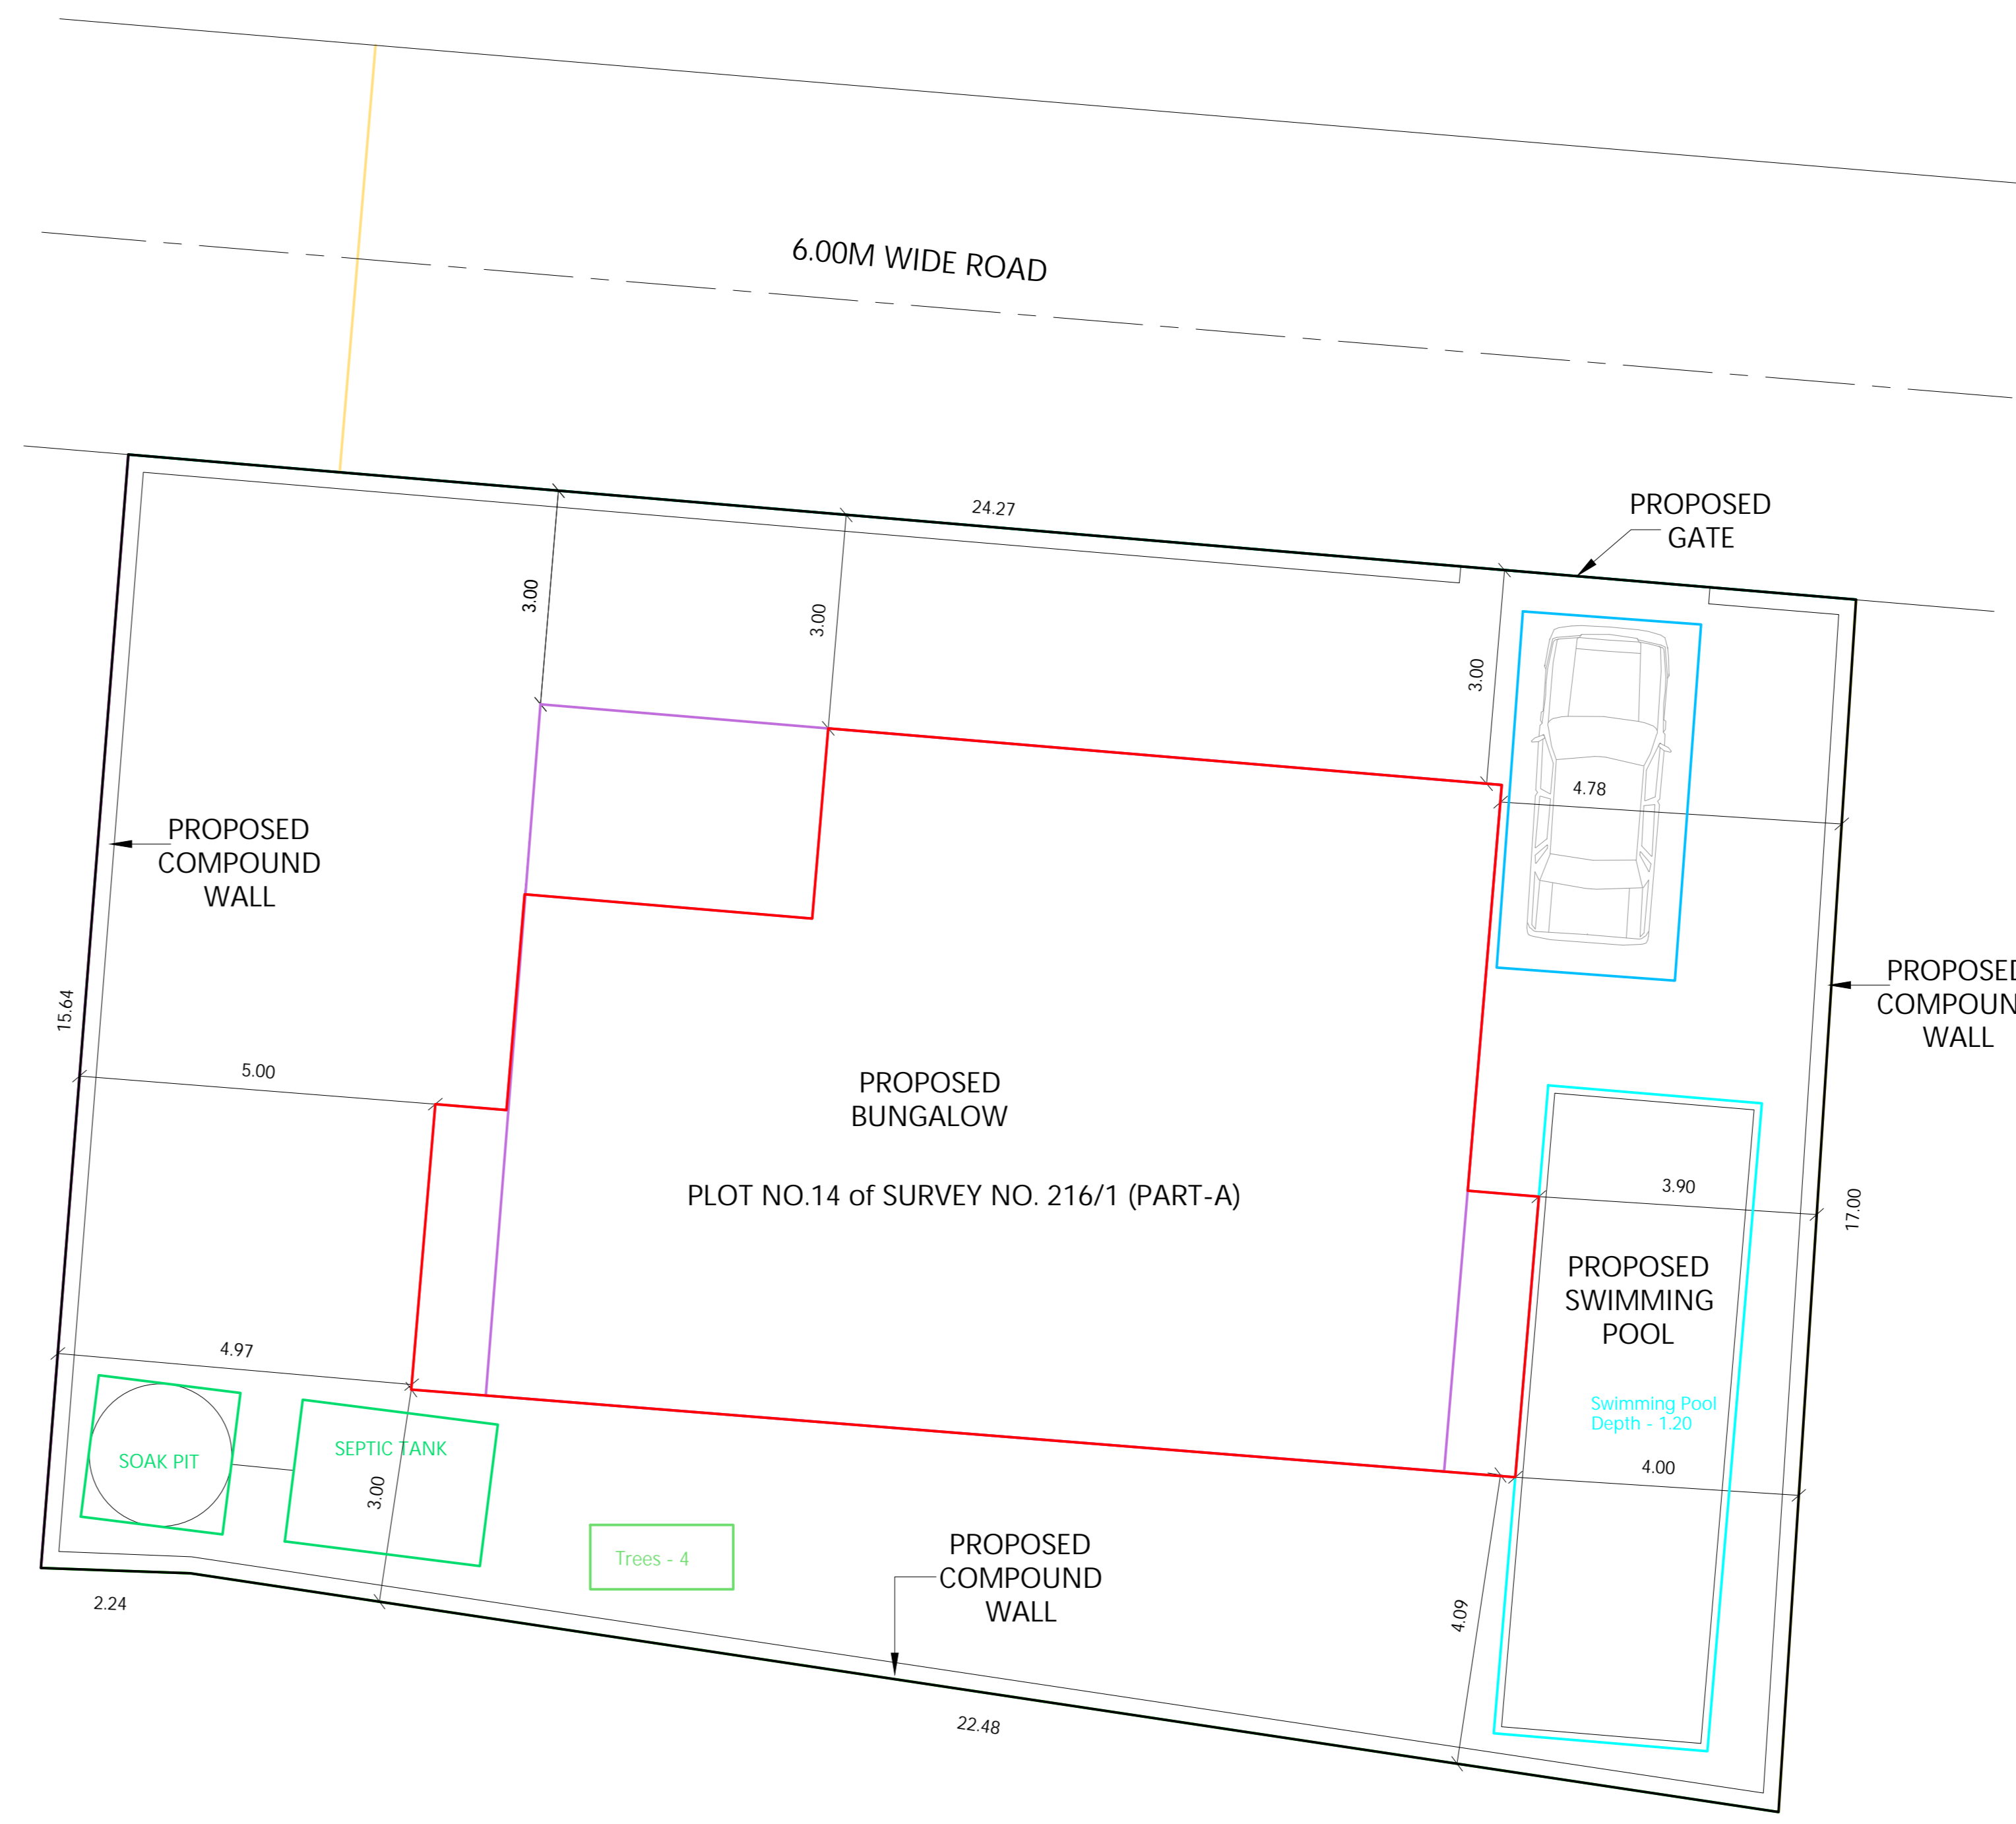 6.00M WIDE ROAD
24.27
PROPOSED
GATE
3.00
3.00
3.00
4.78
PROPOSED
COMPOUND
WALL
PROPOSED
COMPOUN
WALL
15.64
5.00
PROPOSED
BUNGALOW
PLOT NO.14 of SURVEY NO. 216/1 (PART-A)
3.90
17.00
PROPOSED
SWIMMING
POOL
4.97
Swimming Pool
Depth - 1.20
SOAK PIT
SEPTIC TANK
3.00
4.00
Trees - 4
PROPOSED
COMPOUND
WALL
4.09
2.24
22.48